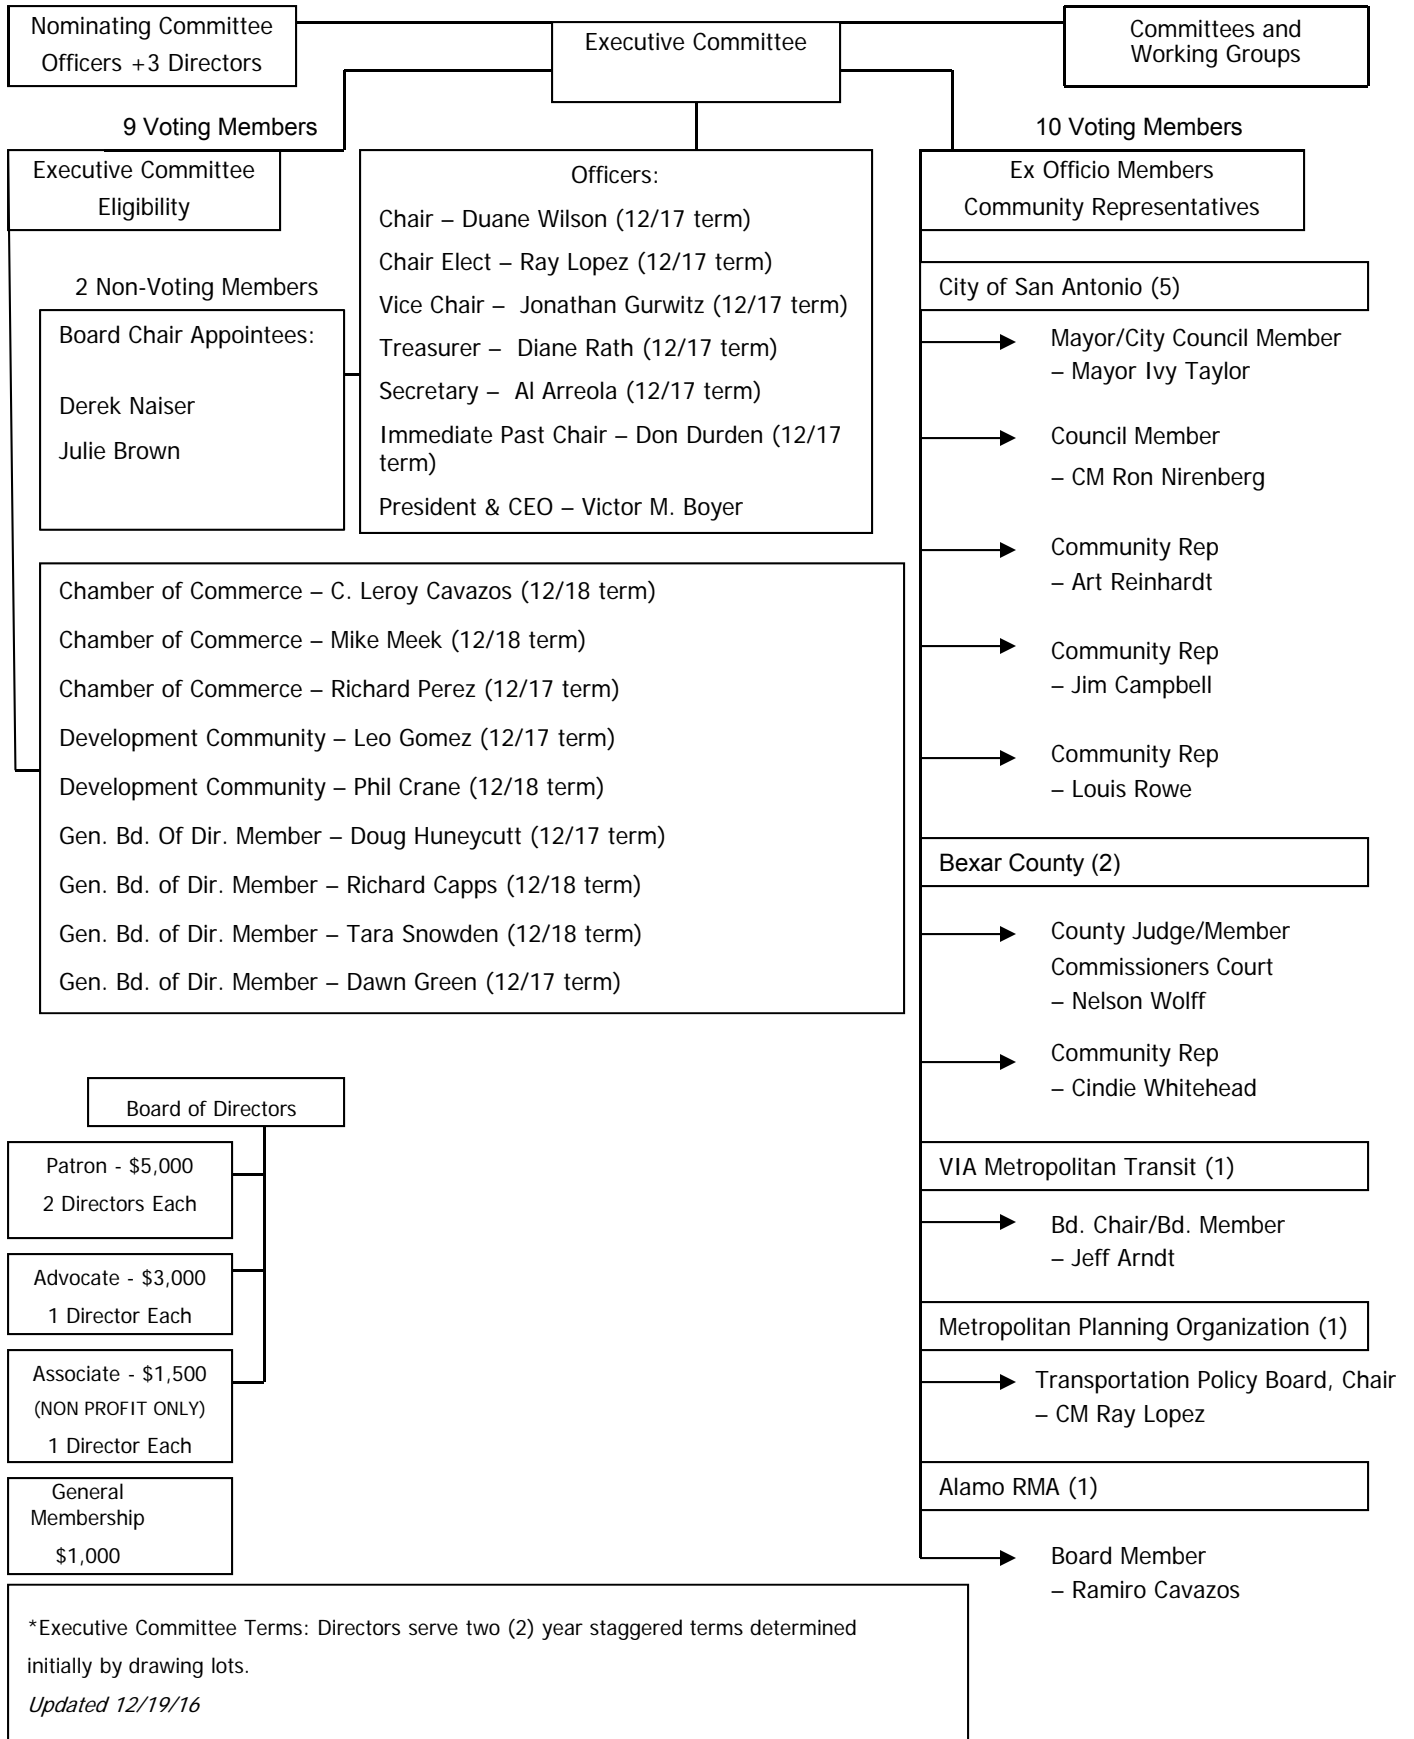 Nominating Committee
Officers +3 Directors
Executive Committee
Committees and
Working Groups
9 Voting Members
10 Voting Members
Executive Committee
Eligibility
2 Non-Voting Members
Board Chair Appointees:
Derek Naiser
Julie Brown
Officers:
Chair – Duane Wilson (12/17 term)
Chair Elect – Ray Lopez (12/17 term)
Vice Chair – Jonathan Gurwitz (12/17 term)
Treasurer – Diane Rath (12/17 term)
Secretary – Al Arreola (12/17 term)
Immediate Past Chair – Don Durden (12/17
term)
President & CEO – Victor M. Boyer
Chamber of Commerce – C. Leroy Cavazos (12/18 term)
Chamber of Commerce – Mike Meek (12/18 term)
Chamber of Commerce – Richard Perez (12/17 term)
Development Community – Leo Gomez (12/17 term)
Development Community – Phil Crane (12/18 term)
Gen. Bd. Of Dir. Member – Doug Huneycutt (12/17 term)
Gen. Bd. of Dir. Member – Richard Capps (12/18 term)
Gen. Bd. of Dir. Member – Tara Snowden (12/18 term)
Gen. Bd. of Dir. Member – Dawn Green (12/17 term)
Ex Officio Members
Community Representatives
City of San Antonio (5)
Mayor/City Council Member
– Mayor Ivy Taylor
Council Member
– CM Ron Nirenberg
Community Rep
– Art Reinhardt
Community Rep
– Jim Campbell
Community Rep
– Louis Rowe
Bexar County (2)
County Judge/Member
Commissioners Court
– Nelson Wolff
Community Rep
– Cindie Whitehead
VIA Metropolitan Transit (1)
Bd. Chair/Bd. Member
– Jeff Arndt
Metropolitan Planning Organization (1)
Transportation Policy Board, Chair
– CM Ray Lopez
Alamo RMA (1)
Board Member
– Ramiro Cavazos
Board of Directors
Patron - $5,000
2 Directors Each
Advocate - $3,000
1 Director Each
Associate - $1,500
(NON PROFIT ONLY)
1 Director Each
General
Membership
$1,000
*Executive Committee Terms: Directors serve two (2) year staggered terms determined
initially by drawing lots.
Updated 12/19/16